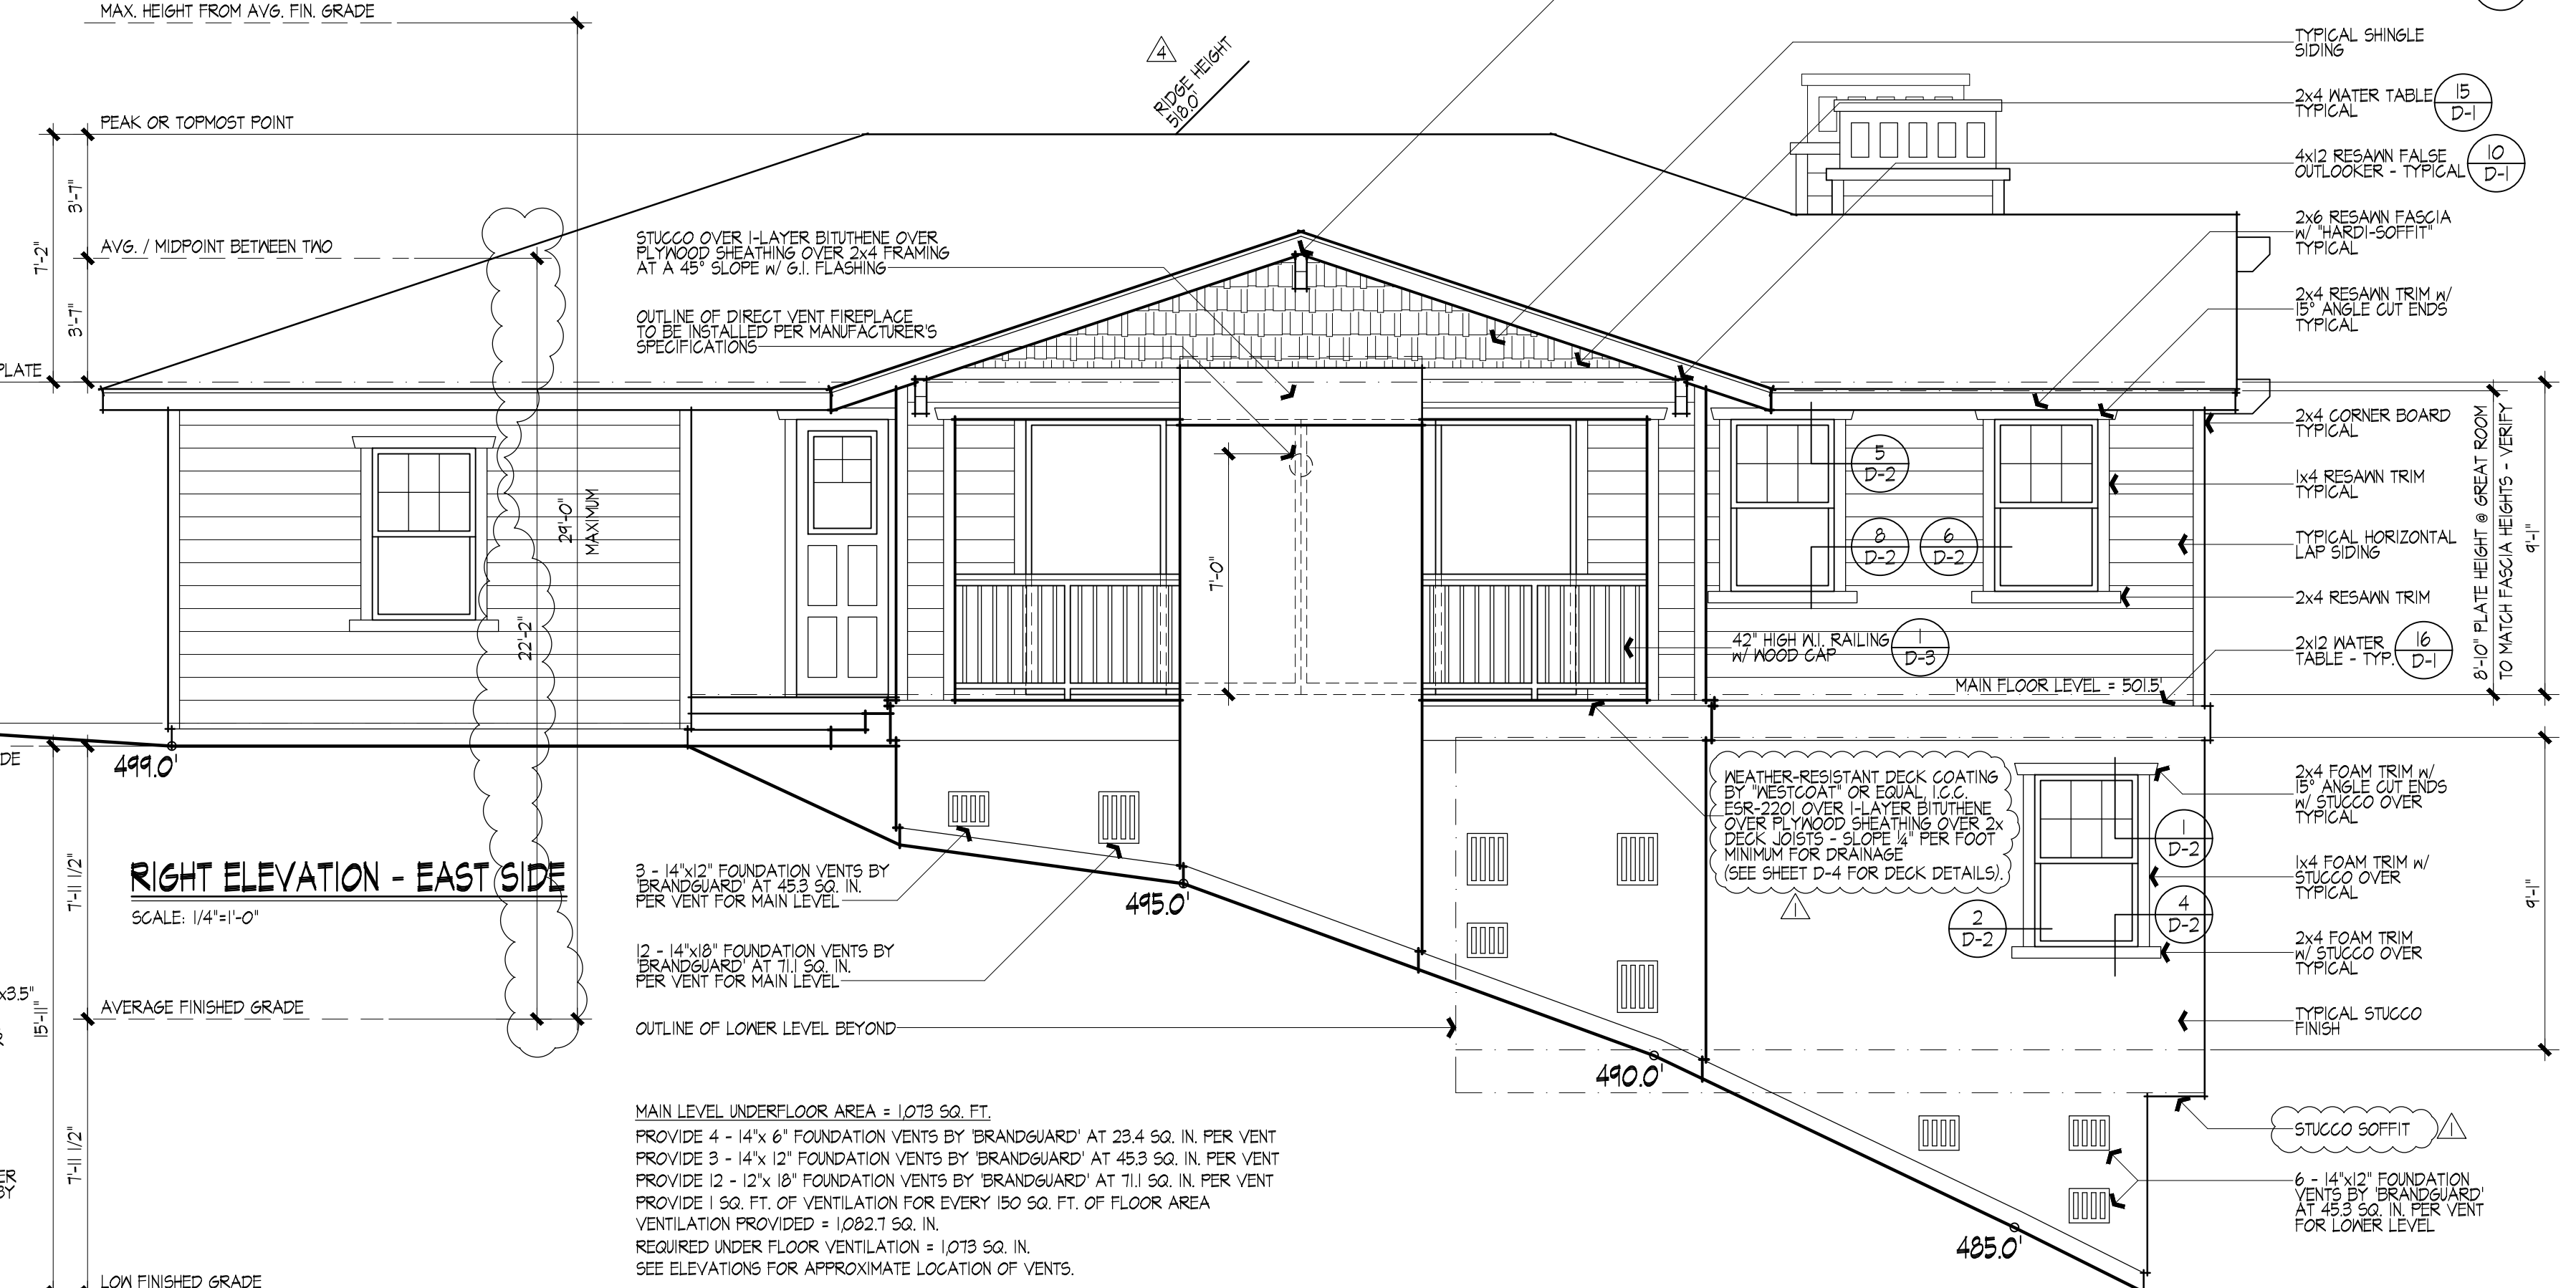 MAX. HEIGHT FROM AVG. FIN. GRADE
PEAK OR TOPMOST POINT
3'-7"
7'-2"
AVG. / MIDPOINT BETWEEN TWO
3'-7"
PLATE
4
RIDGE HEIGHT
518.0'
STUCCO OVER 1-LAYER BITUTHENE OVER
PLYWOOD SHEATHING OVER 2x4 FRAMING
AT A 45° SLOPE w/ G.I. FLASHING
OUTLINE OF DIRECT VENT FIREPLACE
TO BE INSTALLED PER MANUFACTURER'S
SPECIFICATIONS
29'-0"
MAXIMUM
22'-2"
7'-0"
TYPICAL SHINGLE
SIDING
2x4 WATER TABLE
TYPICAL
15
D-1
4x12 RESAWN FALSE
OUTLOOKER - TYPICAL
10
D-1
2x6 RESAWN FASCIA
w/ "HARDI-SOFFIT"
TYPICAL
2x4 RESAWN TRIM w/
15° ANGLE CUT ENDS
TYPICAL
2x4 CORNER BOARD
TYPICAL
1x4 RESAWN TRIM
TYPICAL
TYPICAL HORIZONTAL
LAP SIDING
2x4 RESAWN TRIM
2x12 WATER
TABLE - TYP.
16
D-1
8'-10" PLATE HEIGHT @ GREAT ROOM
TO MATCH FASCIA HEIGHTS - VERIFY
9'-1"
5
D-2
8
D-2
6
D-2
42" HIGH W.I. RAILING
w/ WOOD CAP
1
D-3
MAIN FLOOR LEVEL = 501.5'
DE
499.0'
WEATHER-RESISTANT DECK COATING
BY "WESTCOAT" OR EQUAL, I.C.C.
ESR-2201 OVER 1-LAYER BITUTHENE
OVER PLYWOOD SHEATHING OVER 2x
DECK JOISTS - SLOPE 1/4" PER FOOT
MINIMUM FOR DRAINAGE
(SEE SHEET D-4 FOR DECK DETAILS).
1
2x4 FOAM TRIM w/
15° ANGLE CUT ENDS
w/ STUCCO OVER
TYPICAL
1
D-2
1x4 FOAM TRIM w/
STUCCO OVER
TYPICAL
4
D-2
2
D-2
2x4 FOAM TRIM
w/ STUCCO OVER
TYPICAL
TYPICAL STUCCO
FINISH
9'-1"
7'-11 1/2"
RIGHT ELEVATION - EAST SIDE
SCALE: 1/4"=1'-0"
3 - 14"x12" FOUNDATION VENTS BY
'BRANDGUARD' AT 45.3 SQ. IN.
PER VENT FOR MAIN LEVEL
495.0'
12 - 14"x18" FOUNDATION VENTS BY
'BRANDGUARD' AT 71.1 SQ. IN.
PER VENT FOR MAIN LEVEL
x3.5"
15'-11"
AVERAGE FINISHED GRADE
OUTLINE OF LOWER LEVEL BEYOND
490.0'
STUCCO SOFFIT
1
6 - 14"x12" FOUNDATION
VENTS BY 'BRANDGUARD'
AT 45.3 SQ. IN. PER VENT
FOR LOWER LEVEL
485.0'
7'-11 1/2"
ER
BY
MAIN LEVEL UNDERFLOOR AREA = 1,073 SQ. FT.
PROVIDE 4 - 14"x 6" FOUNDATION VENTS BY 'BRANDGUARD' AT 23.4 SQ. IN. PER VENT
PROVIDE 3 - 14"x 12" FOUNDATION VENTS BY 'BRANDGUARD' AT 45.3 SQ. IN. PER VENT
PROVIDE 12 - 12"x 18" FOUNDATION VENTS BY 'BRANDGUARD' AT 71.1 SQ. IN. PER VENT
PROVIDE 1 SQ. FT. OF VENTILATION FOR EVERY 150 SQ. FT. OF FLOOR AREA
VENTILATION PROVIDED = 1,082.7 SQ. IN.
REQUIRED UNDER FLOOR VENTILATION = 1,073 SQ. IN.
SEE ELEVATIONS FOR APPROXIMATE LOCATION OF VENTS.
LOW FINISHED GRADE